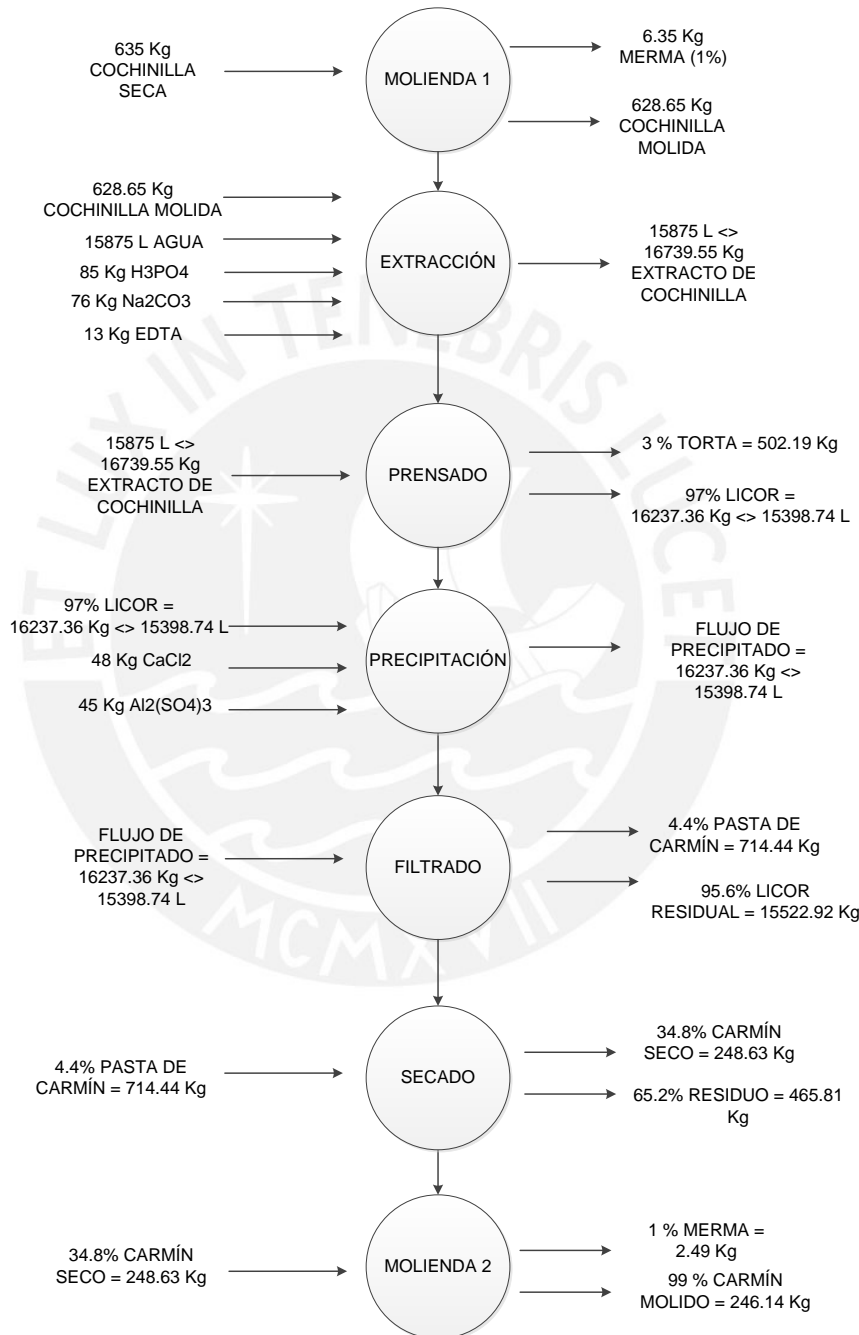 635 Kg
COCHINILLA
SECA
MOLIENDA 1
6.35 Kg
MERMA (1%)
628.65 Kg
COCHINILLA
MOLIDA
628.65 Kg
COCHINILLA MOLIDA
15875 L AGUA
85 Kg H3PO4
76 Kg Na2CO3
13 Kg EDTA
EXTRACCIÓN
15875 L <>
16739.55 Kg
EXTRACTO DE
COCHINILLA
15875 L <>
16739.55 Kg
EXTRACTO DE
COCHINILLA
PRENSADO
3 % TORTA = 502.19 Kg
97% LICOR =
16237.36 Kg <> 15398.74 L
97% LICOR =
16237.36 Kg <> 15398.74 L
48 Kg CaCl2
45 Kg Al2(SO4)3
PRECIPITACIÓN
FLUJO DE
PRECIPITADO =
16237.36 Kg <>
15398.74 L
FLUJO DE
PRECIPITADO =
16237.36 Kg <>
15398.74 L
FILTRADO
4.4% PASTA DE
CARMÍN = 714.44 Kg
95.6% LICOR
RESIDUAL = 15522.92 Kg
4.4% PASTA DE
CARMÍN = 714.44 Kg
SECADO
34.8% CARMÍN
SECO = 248.63 Kg
65.2% RESIDUO = 465.81
Kg
34.8% CARMÍN
SECO = 248.63 Kg
MOLIENDA 2
1 % MERMA =
2.49 Kg
99 % CARMÍN
MOLIDO = 246.14 Kg
ET LUX IN TENEBRIS LUCET
MCMXVII